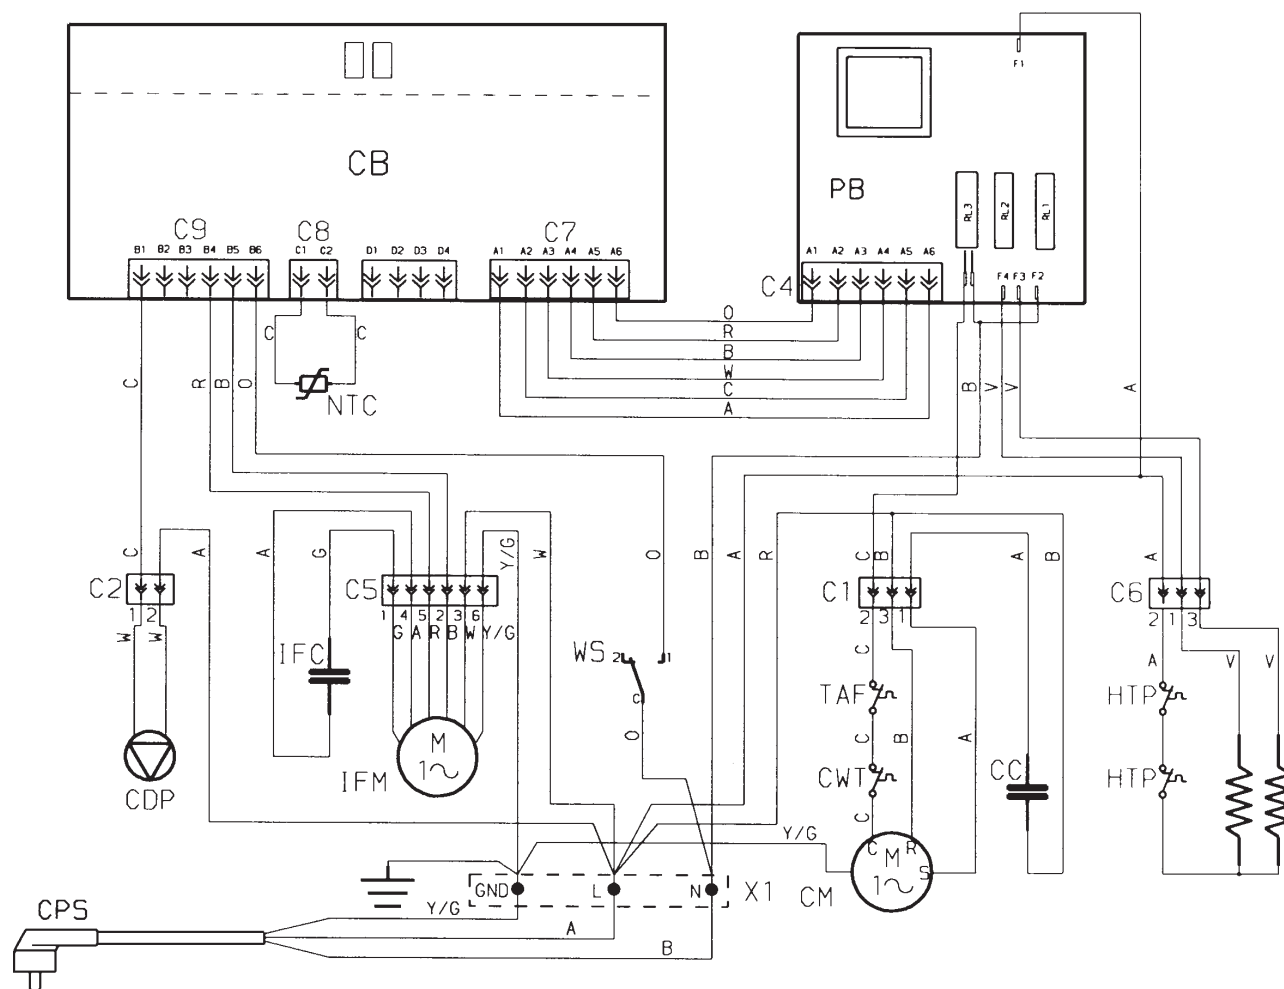 F1
CB
PB
RL3 RL2 RL1
C9 C8 C7
B1 B2 B3 B4 B5 B6 C1 C2 D1 D2 D3 D4 A1 A2 A3 A4 A5 A6
A1 A2 A3 A4 A5 A6
F4 F3 F2
C4
O
R
B
W
C
A
C C
NTC
C R B O
B V V A
C A A G Y/G W O B A R C B A B A
C2 C5 C1 C6
1 2
1 4 5 2 3 6
2 3 1
2 1 3
W W
G A R B W Y/G
IFC
WS 2 1
C
C
TAF
A V V
HTP
O
C B A
CDP
M
1~
IFM
CWT
CC
HTP
C
Y/G
C R
M
S
1~
CM
GND L N X1
CPS
Y/G
A
B